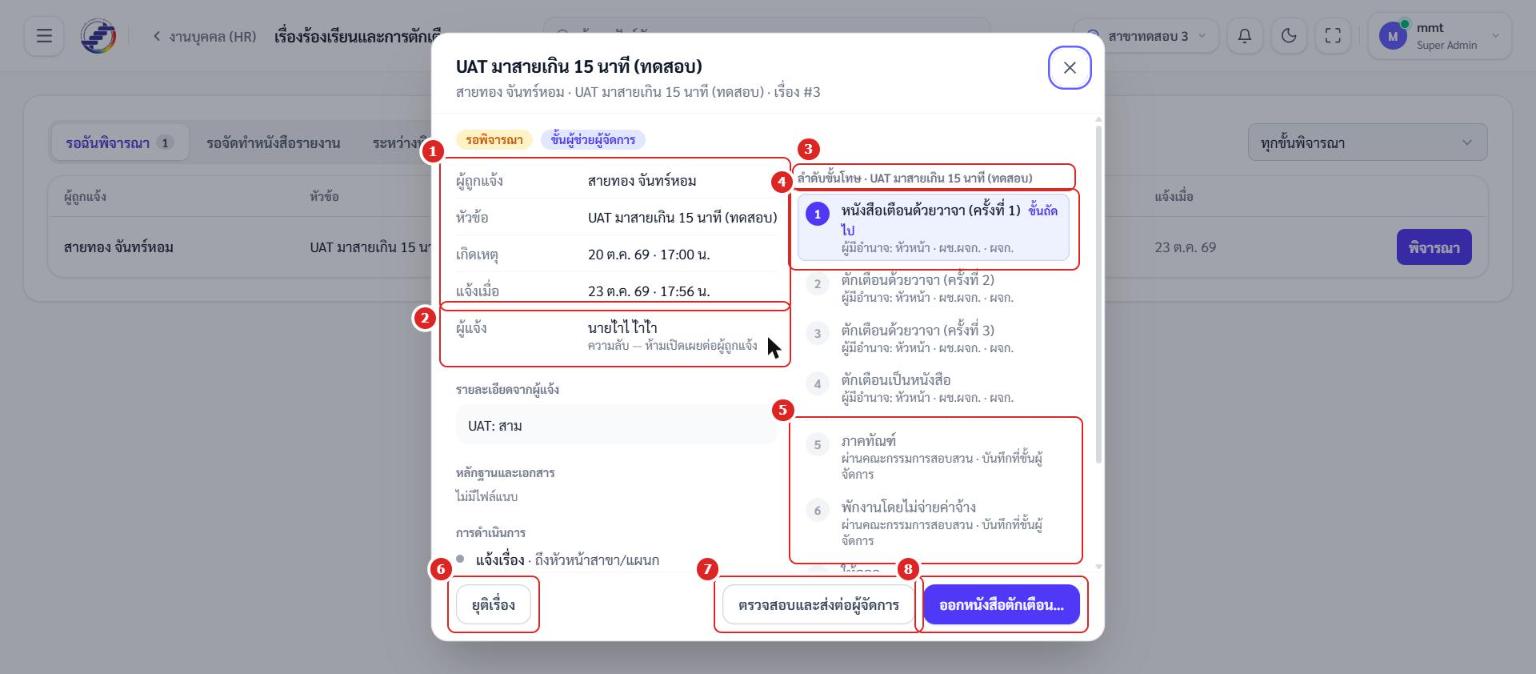 งานบุคคล (HR)
เรื่องร้องเรียนและการตักเตื
สาขาทดสอบ 3
M
mmt
Super Admin
รอฉันพิจารณา 1
รอจัดทำหนังสือรายงาน
ทุกขั้นพิจารณา
ผู้ถูกแจ้ง
หัวข้อ
แจ้งเมื่อ
สายทอง จันทร์หอม
23 ต.ค. 69
พิจารณา
UAT มาสายเกิน 15 นาที (ทดสอบ)
สายทอง จันทร์หอม · UAT มาสายเกิน 15 นาที (ทดสอบ) · เรื่อง #3
รอพิจารณา
ขั้นผู้ช่วยผู้จัดการ
1
ผู้ถูกแจ้ง
สายทอง จันทร์หอม
หัวข้อ
UAT มาสายเกิน 15 นาที (ทดสอบ)
เกิดเหตุ
20 ต.ค. 69 · 17:00 น.
แจ้งเมื่อ
23 ต.ค. 69 · 17:56 น.
2
ผู้แจ้ง
ความลับ — ห้ามเปิดเผยต่อผู้ถูกแจ้ง
รายละเอียดจากผู้แจ้ง
UAT: สาม
หลักฐานและเอกสาร
ไม่มีไฟล์แนบ
การดำเนินการ
แจ้งเรื่อง · ถึงหัวหน้าสาขา/แผนก
3
ลำดับขั้นโทษ · UAT มาสายเกิน 15 นาที (ทดสอบ)
4
1
หนังสือเตือนด้วยวาจา (ครั้งที่ 1) ขั้นถัด
ไป
ผู้มีอำนาจ: หัวหน้า · ผช.ผจก. · ผจก.
2
ตักเตือนด้วยวาจา (ครั้งที่ 2)
ผู้มีอำนาจ: หัวหน้า · ผช.ผจก. · ผจก.
3
ตักเตือนด้วยวาจา (ครั้งที่ 3)
ผู้มีอำนาจ: หัวหน้า · ผช.ผจก. · ผจก.
4
ตักเตือนเป็นหนังสือ
ผู้มีอำนาจ: หัวหน้า · ผช.ผจก. · ผจก.
5
5
ภาคทัณฑ์
ผ่านคณะกรรมการสอบสวน · บันทึกที่ขั้นผู้
จัดการ
6
พักงานโดยไม่จ่ายค่าจ้าง
ผ่านคณะกรรมการสอบสวน · บันทึกที่ขั้นผู้
จัดการ
6
ยุติเรื่อง
7
ตรวจสอบและส่งต่อผู้จัดการ
8
ออกหนังสือตักเตือน...